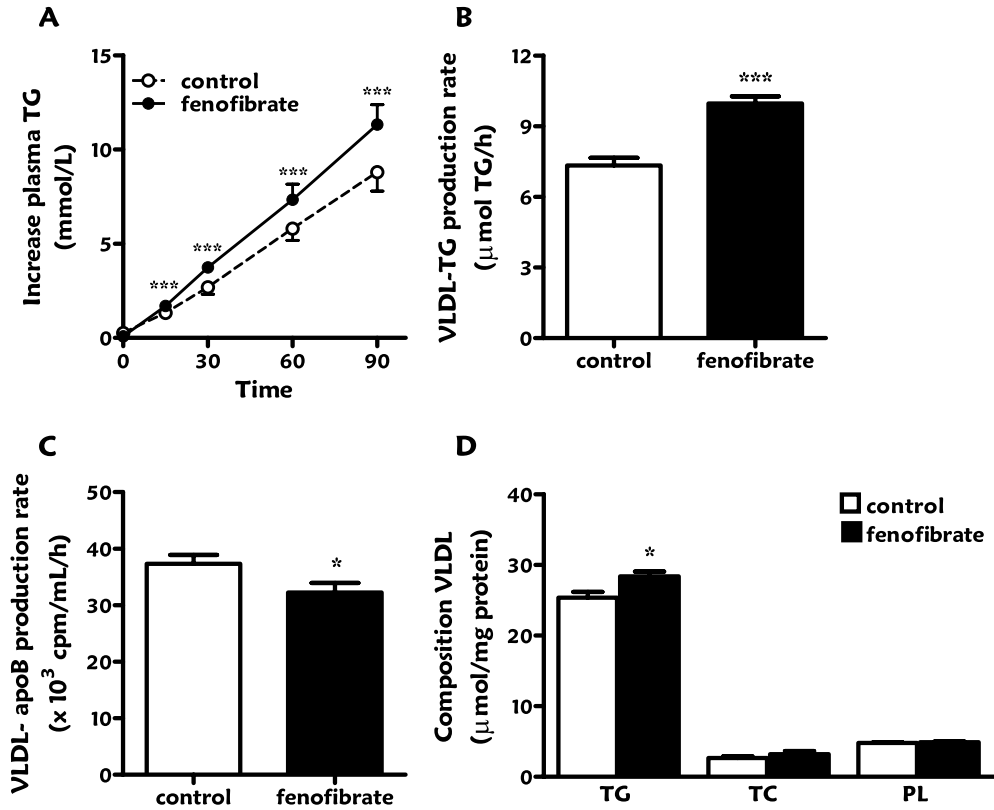 A
Increase plasma TG
(mmol/L)
15
10
5
0
control
fenofibrate
***
***
***
***
0
30
60
90
Time
B
VLDL-TG production rate
(μmol TG/h)
12
9
6
3
0
***
control
fenofibrate
C
VLDL- apoB production rate
(x 10³ cpm/mL/h)
50
40
30
20
10
0
*
control
fenofibrate
D
Composition VLDL
(μmol/mg protein)
40
30
20
10
0
control
fenofibrate
*
TG
TC
PL